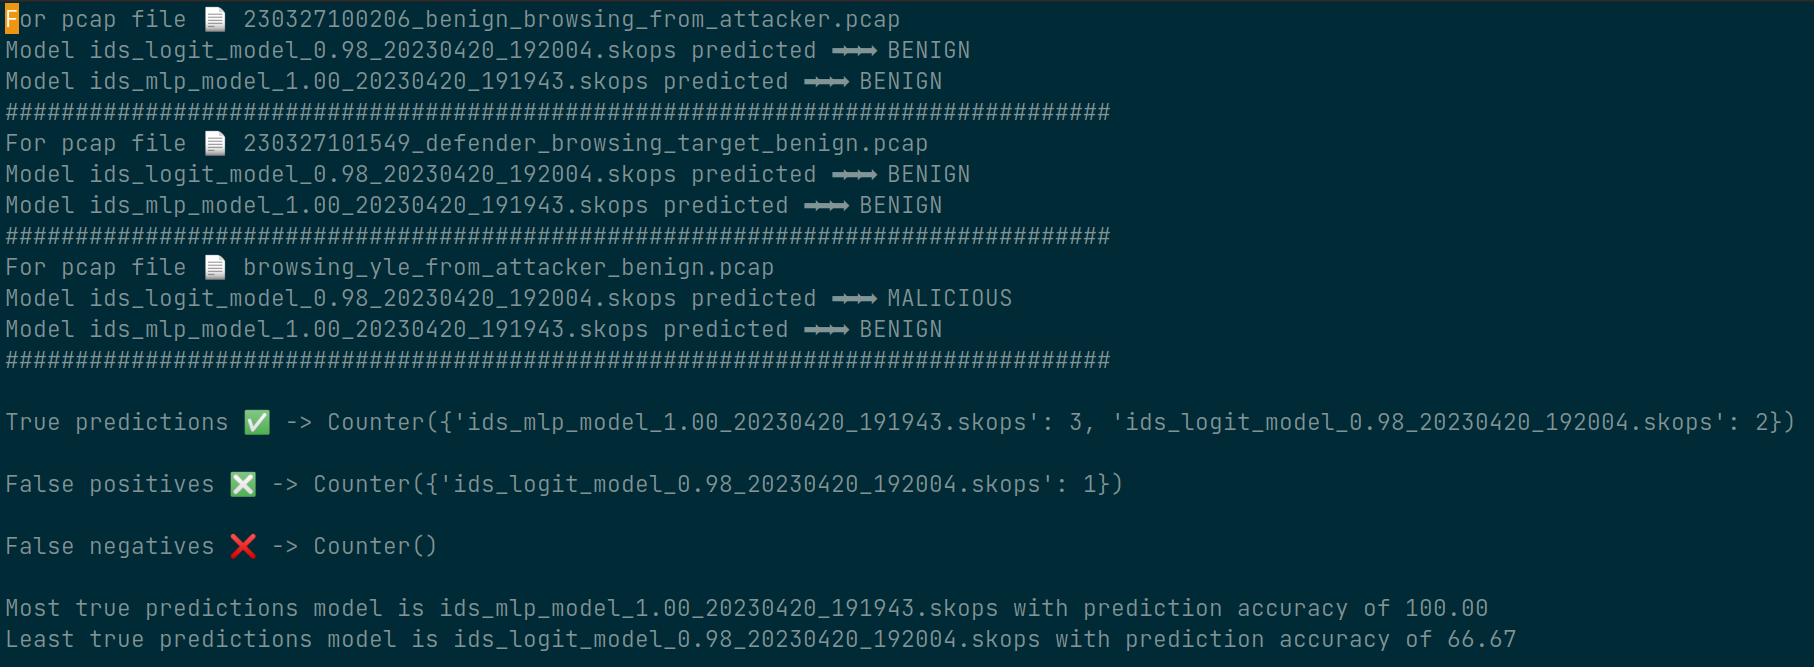 For pcap file 📄 230327100206_benign_browsing_from_attacker.pcap
Model ids_logit_model_0.98_20230420_192004.skops predicted ➟➟➟ BENIGN
Model ids_mlp_model_1.00_20230420_191943.skops predicted ➟➟➟ BENIGN
###############################################################################
For pcap file 📄 230327101549_defender_browsing_target_benign.pcap
Model ids_logit_model_0.98_20230420_192004.skops predicted ➟➟➟ BENIGN
Model ids_mlp_model_1.00_20230420_191943.skops predicted ➟➟➟ BENIGN
###############################################################################
For pcap file 📄 browsing_yle_from_attacker_benign.pcap
Model ids_logit_model_0.98_20230420_192004.skops predicted ➟➟➟ MALICIOUS
Model ids_mlp_model_1.00_20230420_191943.skops predicted ➟➟➟ BENIGN
###############################################################################
True predictions ✅ -> Counter({'ids_mlp_model_1.00_20230420_191943.skops': 3, 'ids_logit_model_0.98_20230420_192004.skops': 2})
False positives ❎ -> Counter({'ids_logit_model_0.98_20230420_192004.skops': 1})
False negatives ❌ -> Counter()
Most true predictions model is ids_mlp_model_1.00_20230420_191943.skops with prediction accuracy of 100.00
Least true predictions model is ids_logit_model_0.98_20230420_192004.skops with prediction accuracy of 66.67